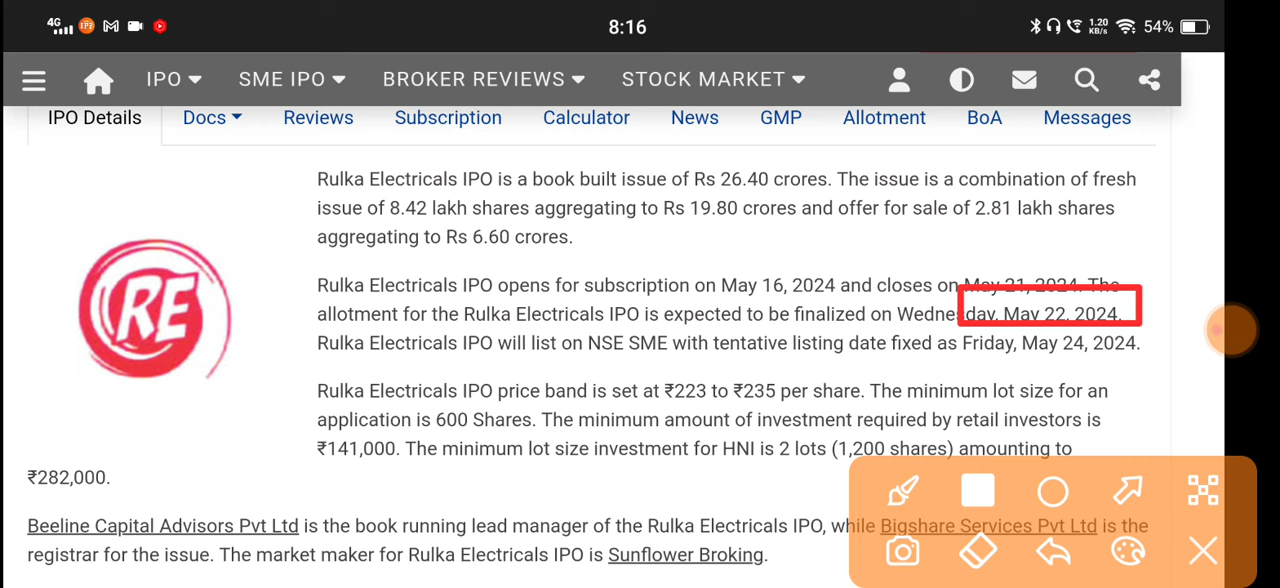 4G IPO 8:16 1.20 KB/s 54%
IPO SME IPO BROKER REVIEWS STOCK MARKET
IPO Details Docs Reviews Subscription Calculator News GMP Allotment BoA Messages
Rulka Electricals IPO is a book built issue of Rs 26.40 crores. The issue is a combination of fresh
issue of 8.42 lakh shares aggregating to Rs 19.80 crores and offer for sale of 2.81 lakh shares
aggregating to Rs 6.60 crores.
RE
Rulka Electricals IPO opens for subscription on May 16, 2024 and closes on May 21, 2024. The
allotment for the Rulka Electricals IPO is expected to be finalized on Wednesday, May 22, 2024.
Rulka Electricals IPO will list on NSE SME with tentative listing date fixed as Friday, May 24, 2024.
Rulka Electricals IPO price band is set at ₹223 to ₹235 per share. The minimum lot size for an
application is 600 Shares. The minimum amount of investment required by retail investors is
₹141,000. The minimum lot size investment for HNI is 2 lots (1,200 shares) amounting to
₹282,000.
Beeline Capital Advisors Pvt Ltd is the book running lead manager of the Rulka Electricals IPO, while Bigshare Services Pvt Ltd is the
registrar for the issue. The market maker for Rulka Electricals IPO is Sunflower Broking.